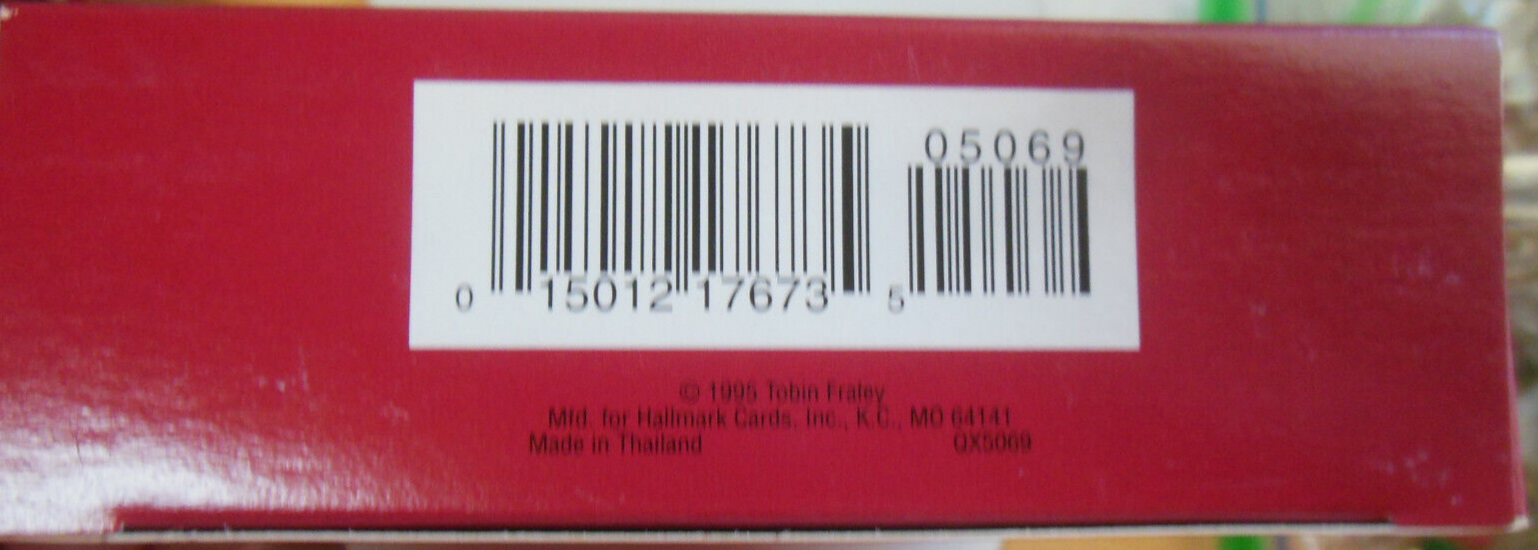 05069
0 15012 17673 5
© 1995 Tobin Fraley
Mfd. for Hallmark Cards, Inc., K.C., MO 64141
Made in Thailand QX5069